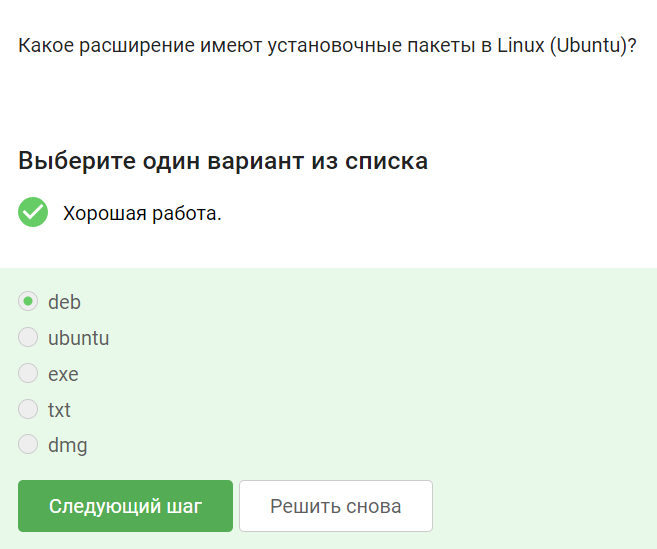 Какое расширение имеют установочные пакеты в Linux (Ubuntu)?
Выберите один вариант из списка
Хорошая работа.
deb
ubuntu
exe
txt
dmg
Следующий шаг Решить снова